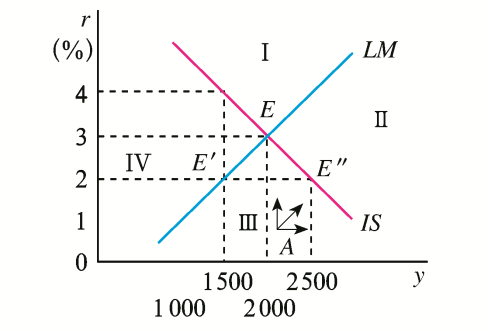 r
(%)
I
LM
4
II
E
3
IV
E′
E″
2
III
1
A
IS
0
y
1500
2500
1000
2000